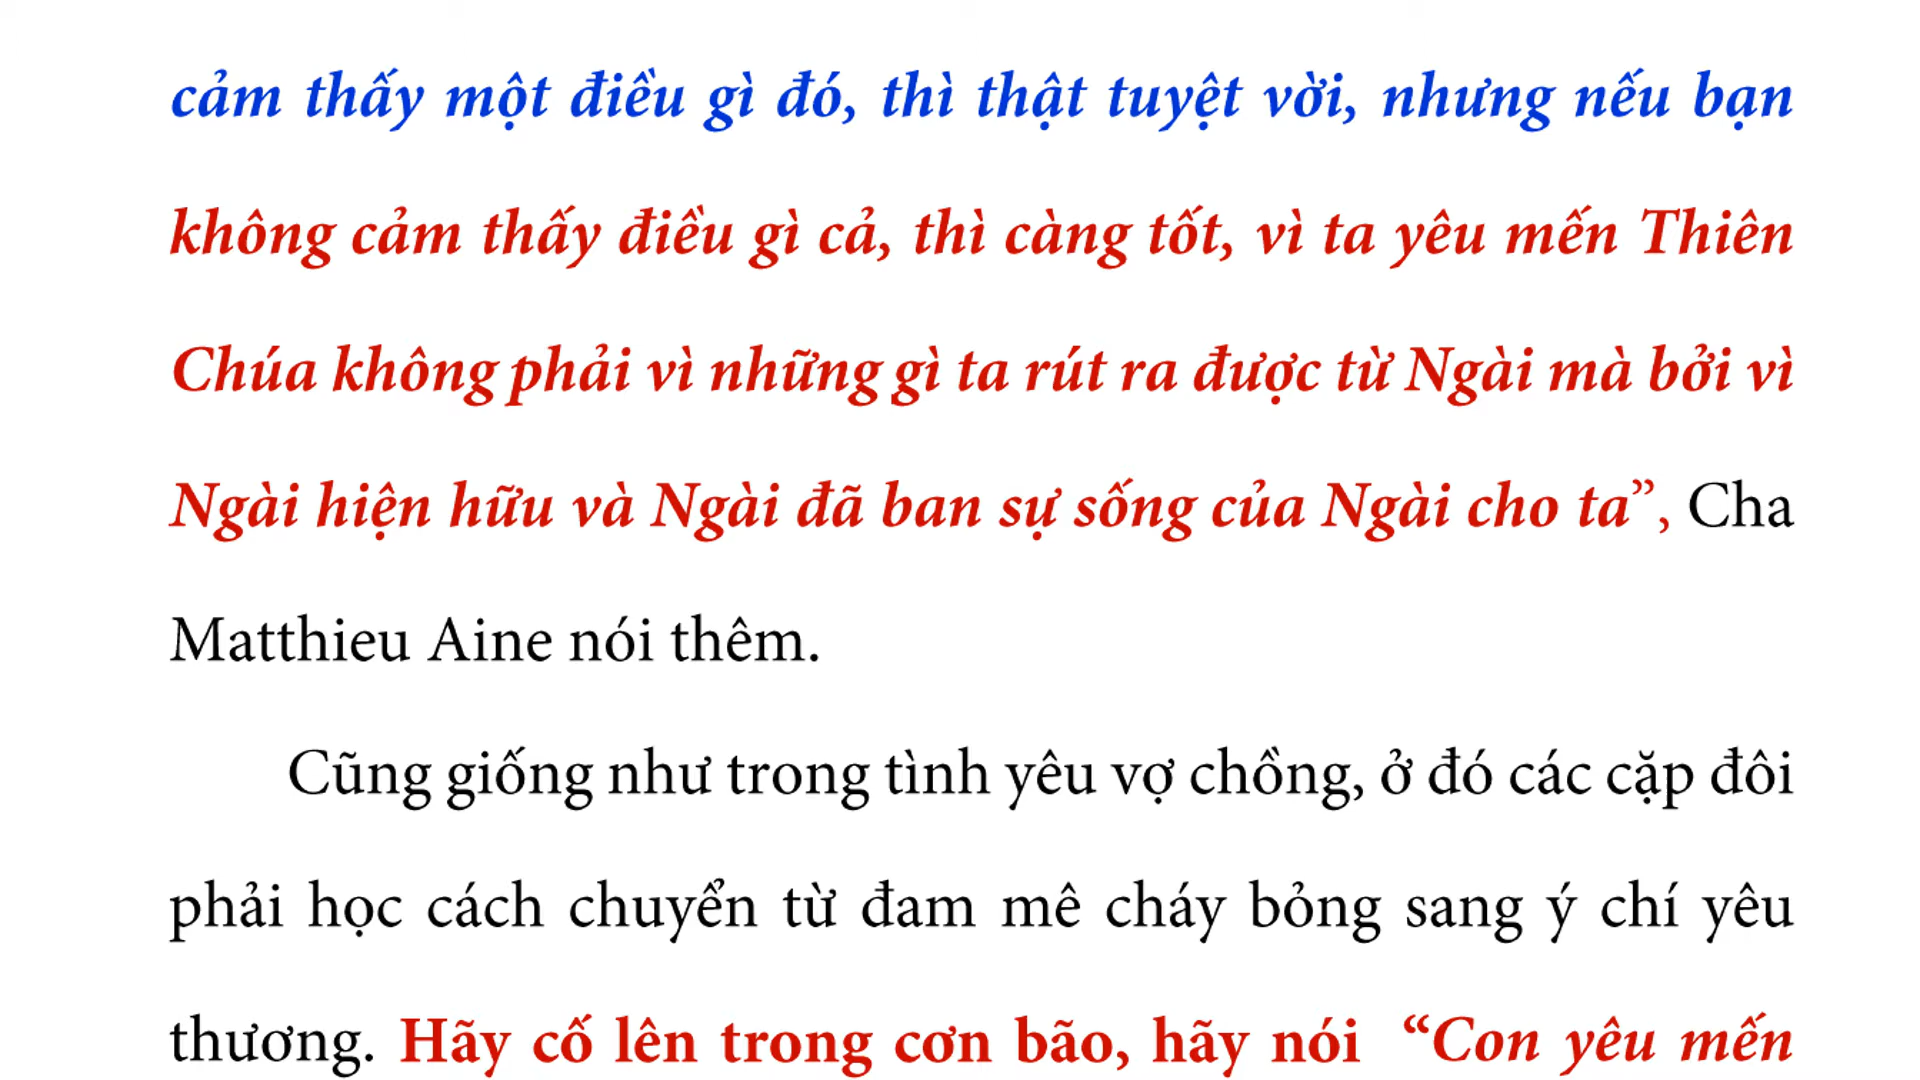 cảm thấy một điều gì đó, thì thật tuyệt vời, nhưng nếu bạn
không cảm thấy điều gì cả, thì càng tốt, vì ta yêu mến Thiên
Chúa không phải vì những gì ta rút ra được từ Ngài mà bởi vì
Ngài hiện hữu và Ngài đã ban sự sống của Ngài cho ta”, Cha
Matthieu Aine nói thêm.
Cũng giống như trong tình yêu vợ chồng, ở đó các cặp đôi
phải học cách chuyển từ đam mê cháy bỏng sang ý chí yêu
thương. Hãy cố lên trong cơn bão, hãy nói “Con yêu mến